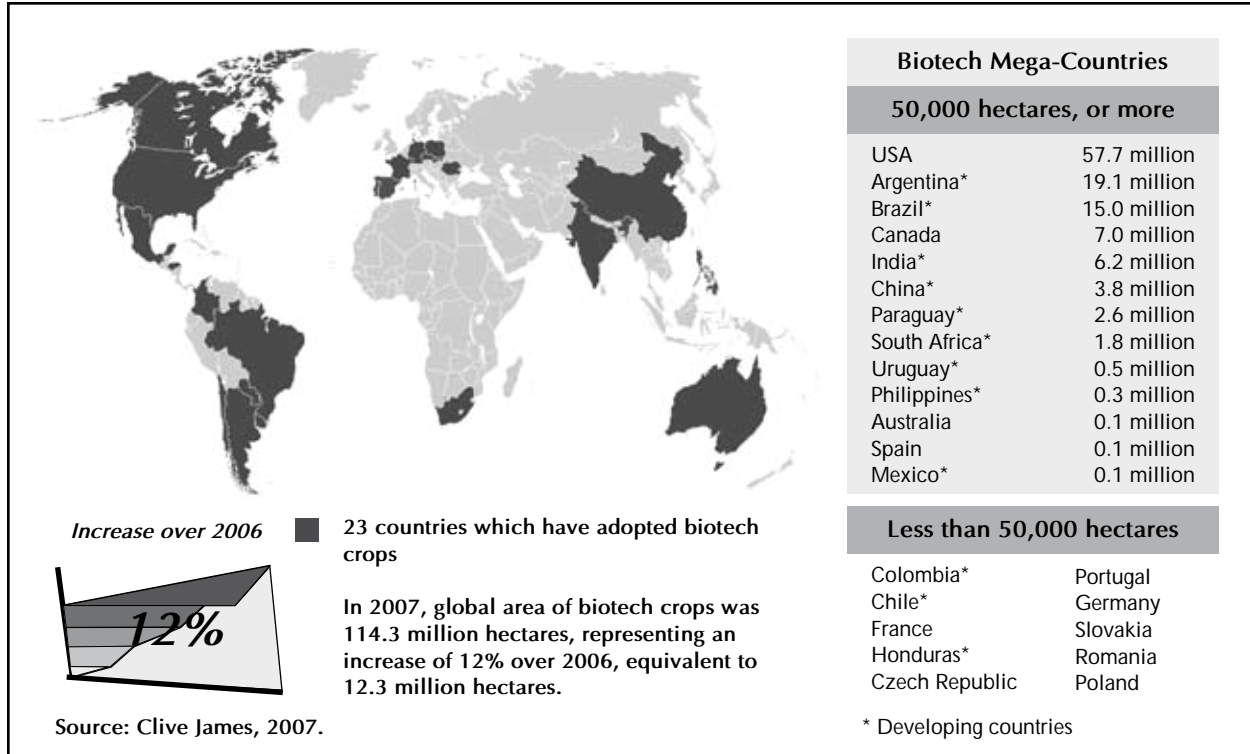 Biotech Mega-Countries
50,000 hectares, or more
USA 57.7 million
Argentina* 19.1 million
Brazil* 15.0 million
Canada 7.0 million
India* 6.2 million
China* 3.8 million
Paraguay* 2.6 million
South Africa* 1.8 million
Uruguay* 0.5 million
Philippines* 0.3 million
Australia 0.1 million
Spain 0.1 million
Mexico* 0.1 million
Less than 50,000 hectares
Colombia* Portugal
Chile* Germany
France Slovakia
Honduras* Romania
Czech Republic Poland
* Developing countries
Increase over 2006
12%
23 countries which have adopted biotech
crops
In 2007, global area of biotech crops was
114.3 million hectares, representing an
increase of 12% over 2006, equivalent to
12.3 million hectares.
Source: Clive James, 2007.